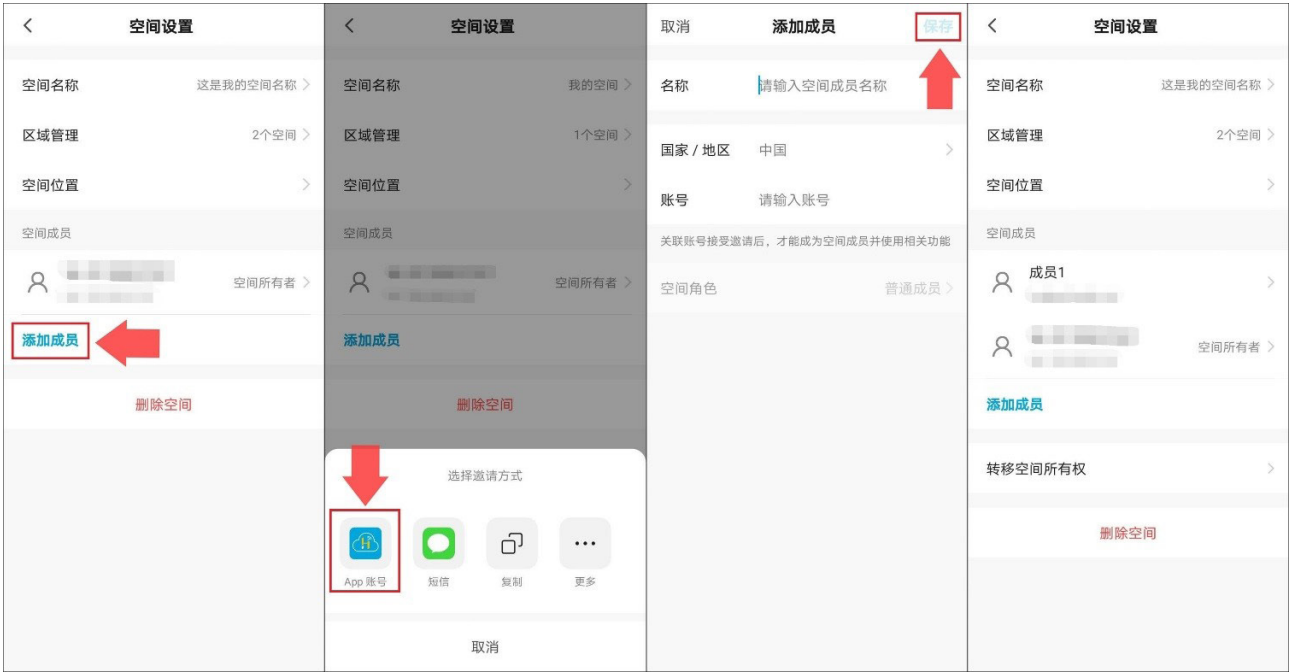 空间设置
空间名称 这是我的空间名称
区域管理 2个空间
空间位置
空间成员
空间所有者
添加成员
删除空间
空间设置
空间名称 我的空间
区域管理 1个空间
空间位置
空间成员
空间所有者
添加成员
删除空间
选择邀请方式
App 账号 短信 复制 更多
取消
取消 添加成员 保存
名称 请输入空间成员名称
国家 / 地区 中国
账号 请输入账号
关联账号接受邀请后，才能成为空间成员并使用相关功能
空间角色 普通成员
空间设置
空间名称 这是我的空间名称
区域管理 2个空间
空间位置
空间成员
成员1
空间所有者
添加成员
转移空间所有权
删除空间